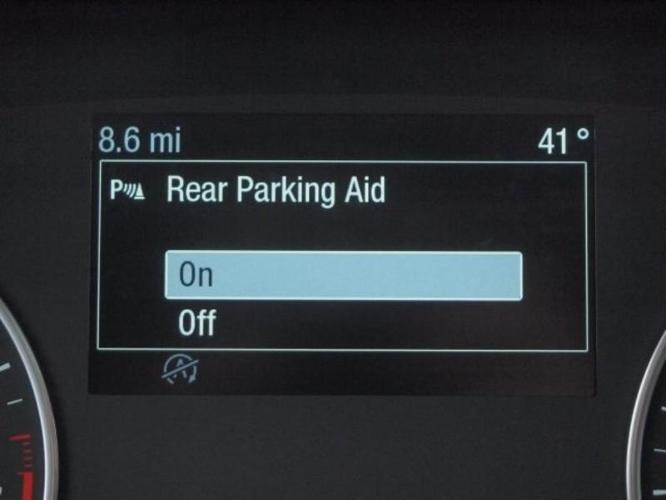 8.6 mi 41°
P Rear Parking Aid
On
Off
A